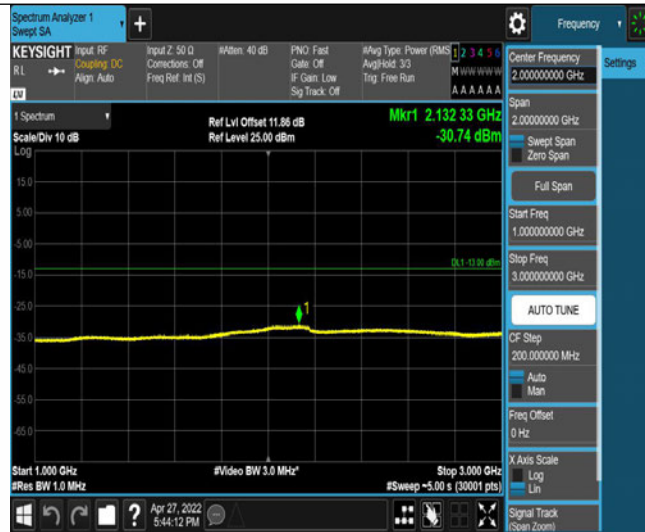 Spectrum Analyzer 1
Swept SA
+
Frequency
KEYSIGHT
RL
Input: RF
Coupling: DC
Align: Auto
Input Z: 50 Ω
Corrections: Off
Freq Ref: Int (S)
#Atten: 40 dB
PNO: Fast
Gate: Off
IF Gain: Low
Sig Track: Off
#Avg Type: Power (RMS
Avg|Hold: 3/3
Trig: Free Run
1 2 3 4 5 6
M W W W W W
A A A A A A
1 Spectrum
Scale/Div 10 dB
Log
Ref Lvl Offset 11.86 dB
Ref Level 25.00 dBm
Mkr1 2.132 33 GHz
-30.74 dBm
15.0
5.00
-5.00
-15.0
-25.0
-35.0
-45.0
-55.0
-65.0
DL1 -13.00 dBm
1
Start 1.000 GHz
#Res BW 1.0 MHz
#Video BW 3.0 MHz*
Stop 3.000 GHz
#Sweep ~5.00 s (30001 pts)
Center Frequency
2.000000000 GHz
Settings
Span
2.00000000 GHz
Swept Span
Zero Span
Full Span
Start Freq
1.000000000 GHz
Stop Freq
3.000000000 GHz
AUTO TUNE
CF Step
200.000000 MHz
Auto
Man
Freq Offset
0 Hz
X Axis Scale
Log
Lin
Signal Track
(Span Zoom)
?
Apr 27, 2022
5:44:12 PM